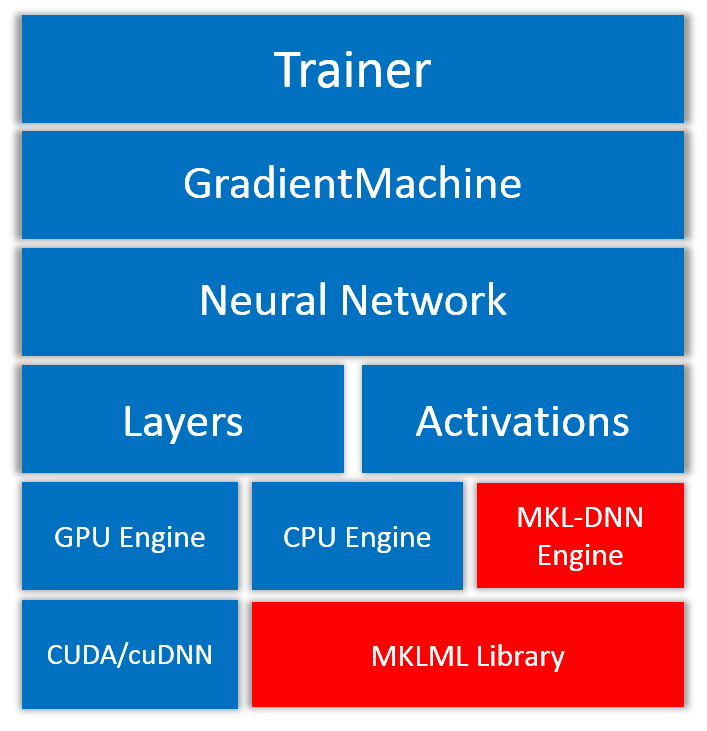 Trainer
GradientMachine
Neural Network
Layers
Activations
GPU Engine
CPU Engine
MKL-DNN
Engine
CUDA/cuDNN
MKLML Library